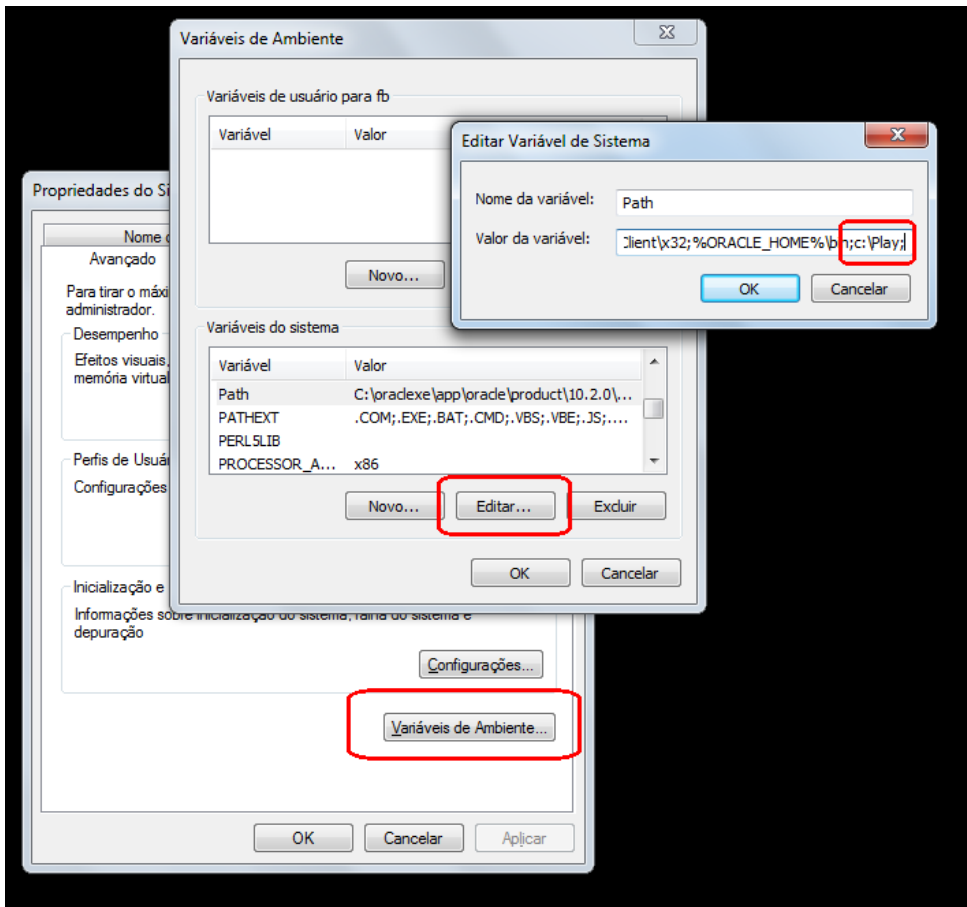 Variáveis de Ambiente
Variáveis de usuário para fb
Variável Valor
Novo...
Variáveis do sistema
Variável Valor
Path C:\oraclexe\app\oracle\product\10.2.0\...
PATHEXT .COM;.EXE;.BAT;.CMD;.VBS;.VBE;.JS;....
PERL5LIB
PROCESSOR_A... x86
Novo... Editar... Excluir
OK Cancelar
Editar Variável de Sistema
Nome da variável: Path
Valor da variável: Client\x32;%ORACLE_HOME%\bin;c:\Play;
OK Cancelar
Propriedades do Si
Nome
Avançado
Para tirar o máxi
administrador.
Desempenho
Efeitos visuais,
memória virtual
Perfis de Usuá
Configurações
Inicialização e
Informações sobre inicialização do sistema, falha do sistema e
depuração
Configurações...
Variáveis de Ambiente...
OK Cancelar Aplicar